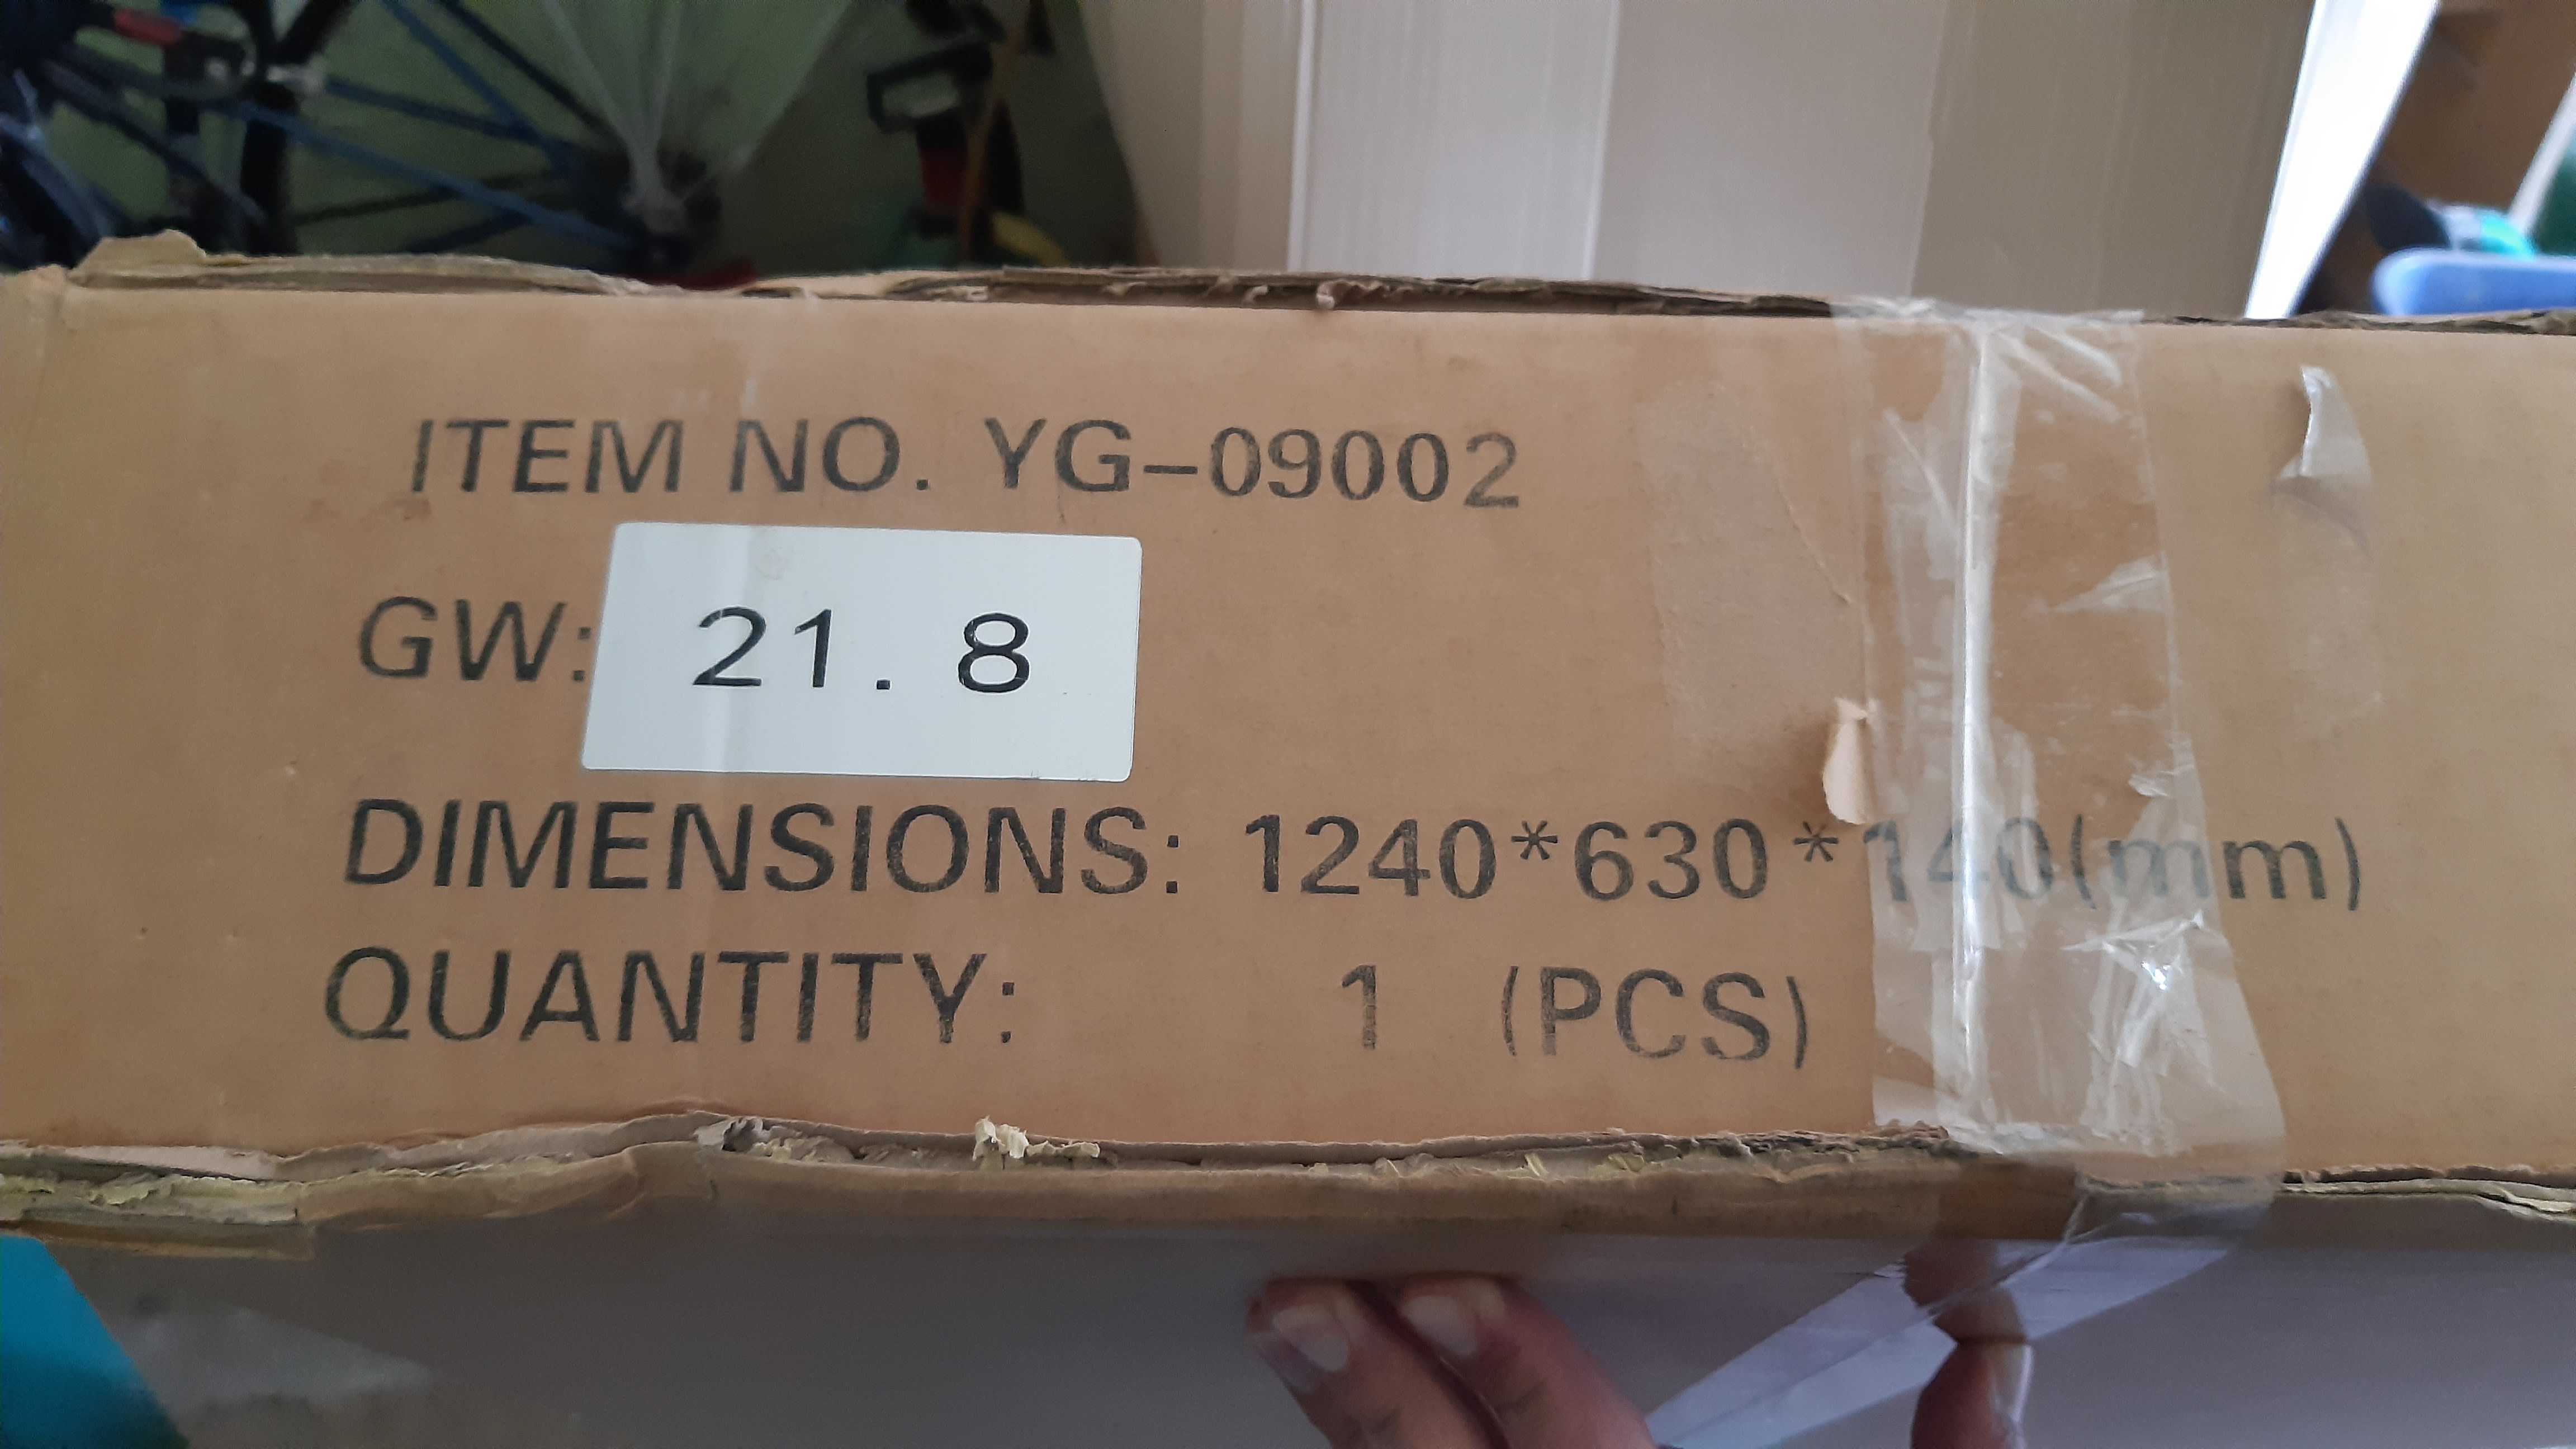 ITEM NO. YG-09002
GW: 21.8
DIMENSIONS: 1240*630*140(mm)
QUANTITY: 1 (PCS)